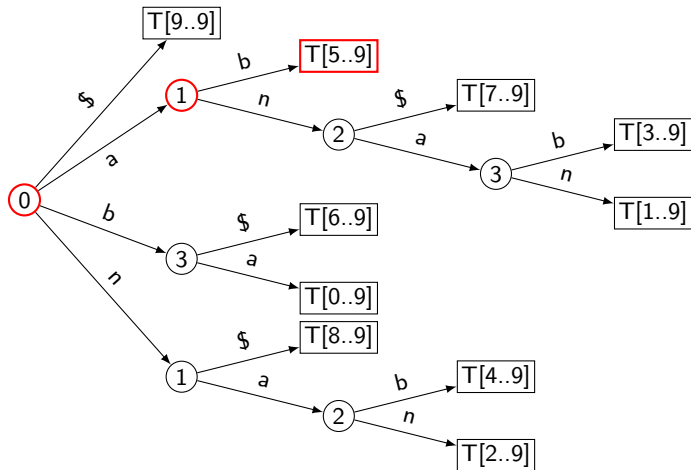 T[9..9]
$
a
b
n
0
1
b
T[5..9]
n
2
$
T[7..9]
a
3
b
T[3..9]
n
T[1..9]
3
$
T[6..9]
a
T[0..9]
1
$
T[8..9]
a
2
b
T[4..9]
n
T[2..9]